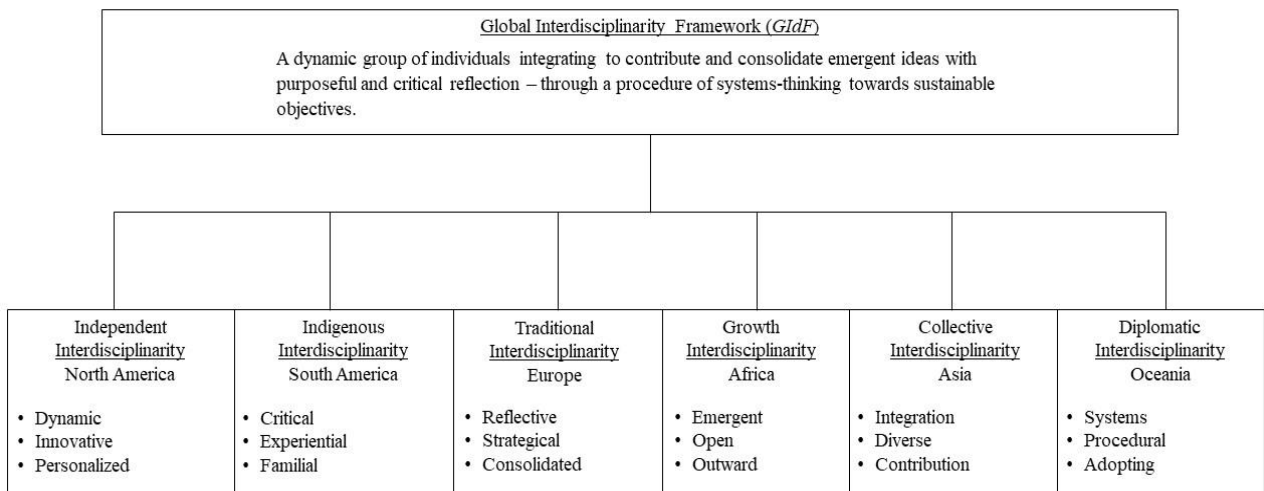 Global Interdisciplinarity Framework (GIdF)
A dynamic group of individuals integrating to contribute and consolidate emergent ideas with
purposeful and critical reflection – through a procedure of systems-thinking towards sustainable
objectives.
Independent
Interdisciplinarity
North America
• Dynamic
• Innovative
• Personalized
Indigenous
Interdisciplinarity
South America
• Critical
• Experiential
• Familial
Traditional
Interdisciplinarity
Europe
• Reflective
• Strategical
• Consolidated
Growth
Interdisciplinarity
Africa
• Emergent
• Open
• Outward
Collective
Interdisciplinarity
Asia
• Integration
• Diverse
• Contribution
Diplomatic
Interdisciplinarity
Oceania
• Systems
• Procedural
• Adopting